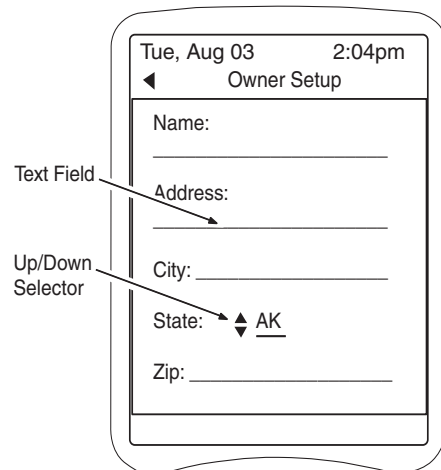 Tue, Aug 03 2:04pm
Owner Setup
Name:
Text Field
Address:
City:
Up/Down
Selector
State: AK
Zip: